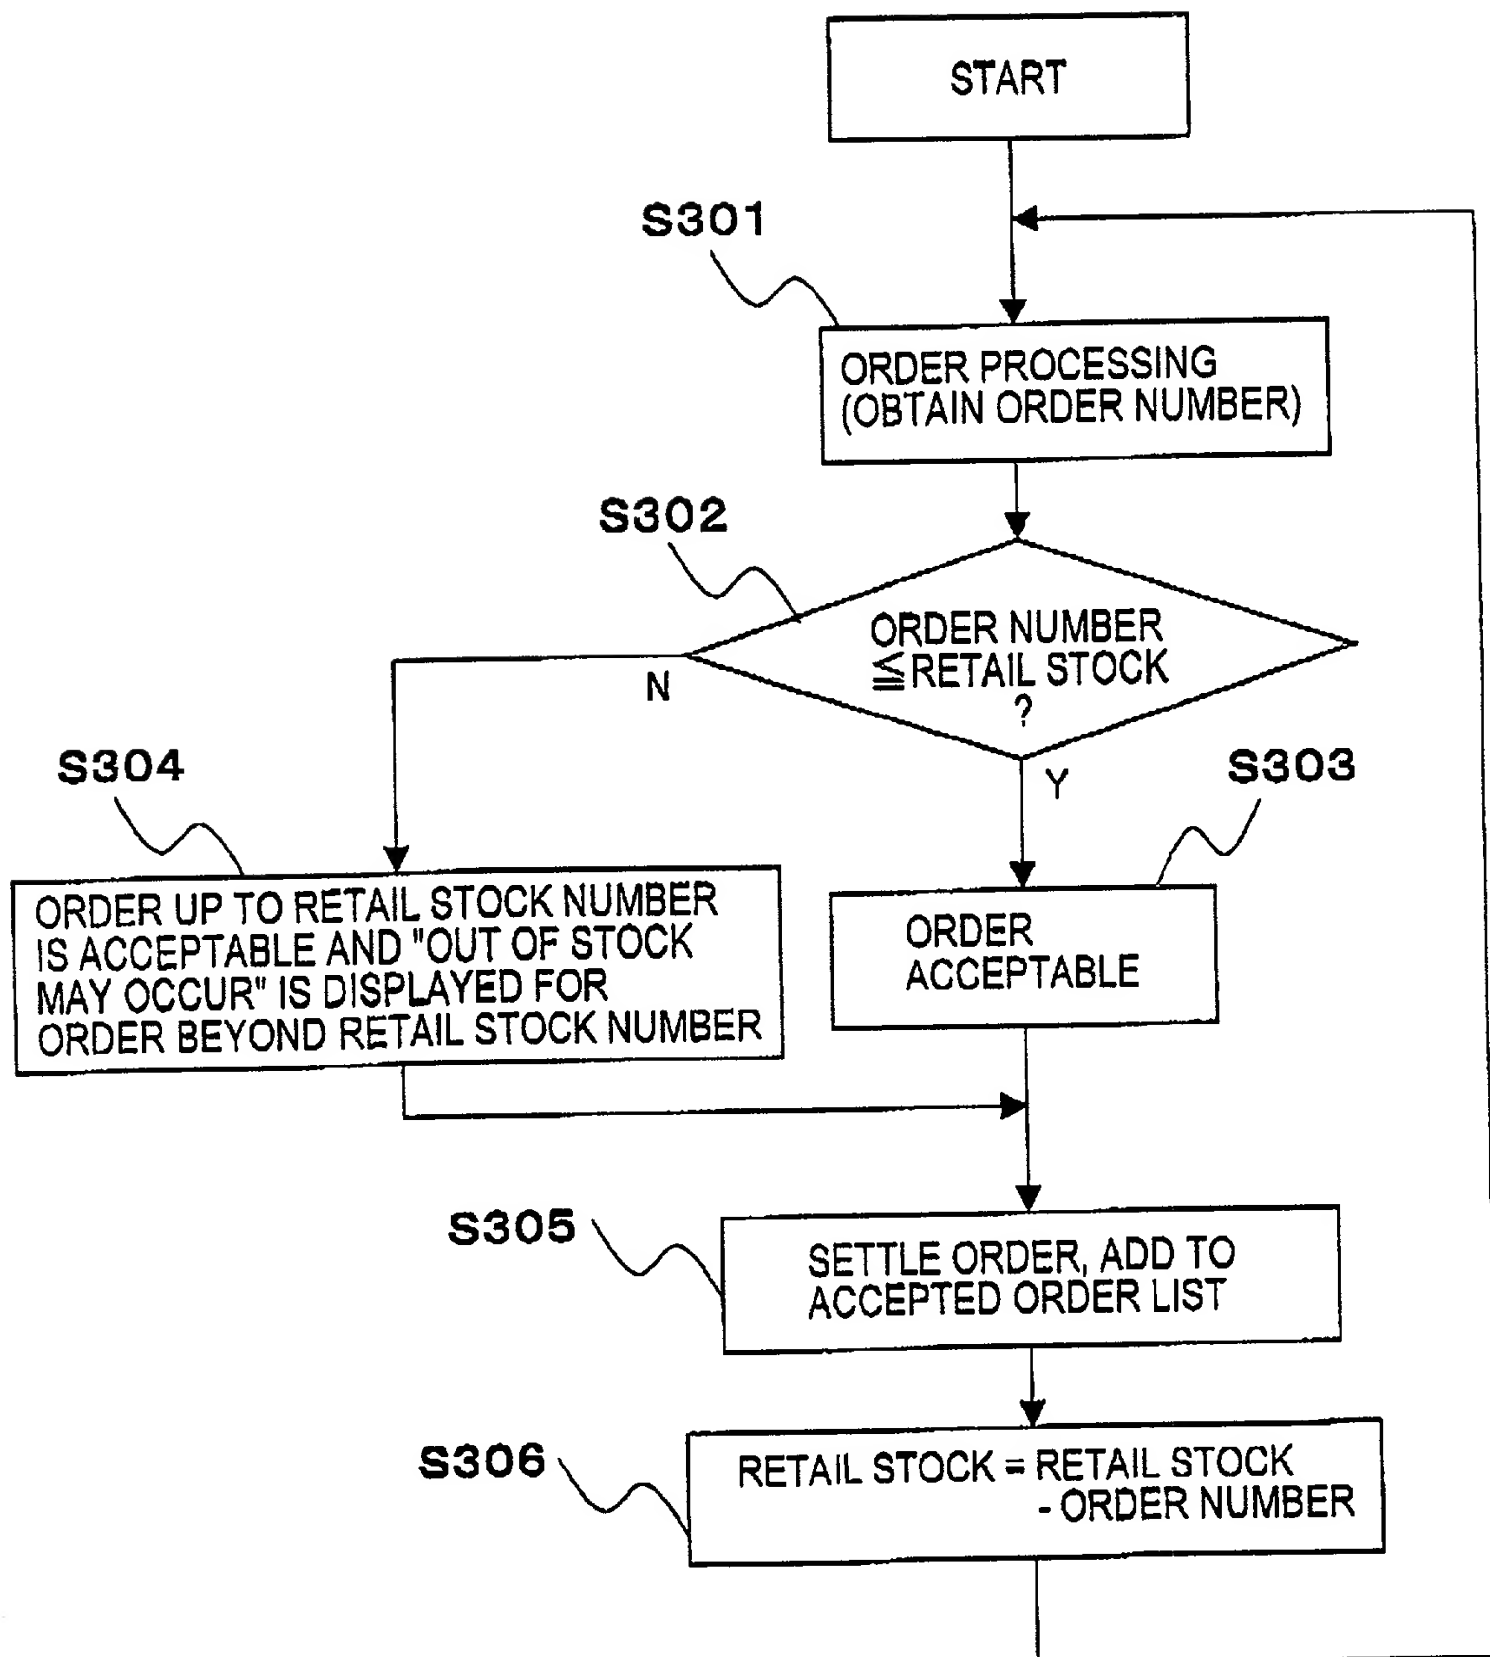 START
S301
ORDER PROCESSING
(OBTAIN ORDER NUMBER)
S302
ORDER NUMBER
≦RETAIL STOCK
?
N
Y
S304
S303
ORDER UP TO RETAIL STOCK NUMBER
IS ACCEPTABLE AND "OUT OF STOCK
MAY OCCUR" IS DISPLAYED FOR
ORDER BEYOND RETAIL STOCK NUMBER
ORDER
ACCEPTABLE
S305
SETTLE ORDER, ADD TO
ACCEPTED ORDER LIST
S306
RETAIL STOCK = RETAIL STOCK
- ORDER NUMBER